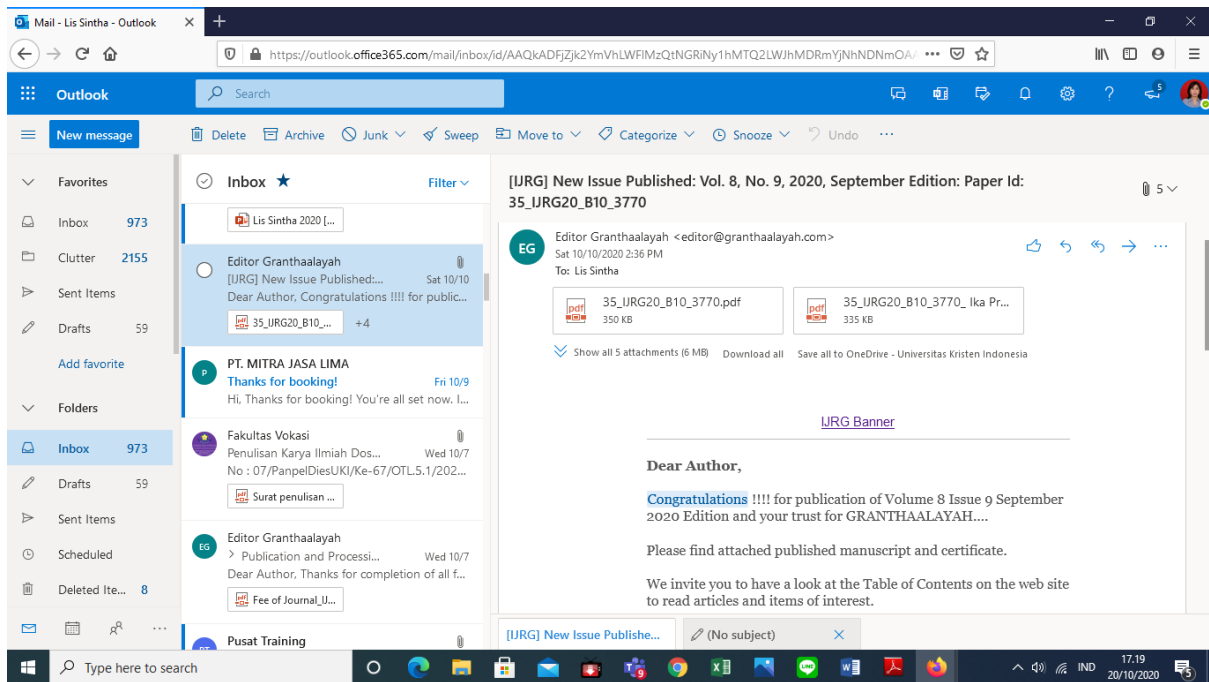 Mail - Lis Sintha - Outlook
https://outlook.office365.com/mail/inbox/id/AAQkADFjZjk2YmVhLWFlMzQtNGRiNy1hMTQ2LWJhMDRmYjNhNDNmOAA
Outlook
Search
5
New message
Delete
Archive
Junk
Sweep
Move to
Categorize
Snooze
Undo
Favorites
Inbox 973
Clutter 2155
Sent Items
Drafts 59
Add favorite
Folders
Inbox 973
Drafts 59
Sent Items
Scheduled
Deleted Ite... 8
Inbox
Filter
Lis Sintha 2020 [...
Editor Granthaalayah
[IJRG] New Issue Published:... Sat 10/10
Dear Author, Congratulations !!!! for public...
35_IJRG20_B10_... +4
P
PT. MITRA JASA LIMA
Thanks for booking! Fri 10/9
Hi, Thanks for booking! You're all set now. I...
Fakultas Vokasi
Penulisan Karya Ilmiah Dos... Wed 10/7
No : 07/PanpelDiesUKI/Ke-67/OTL.5.1/202...
Surat penulisan ...
EG
Editor Granthaalayah
> Publication and Processi... Wed 10/7
Dear Author, Thanks for completion of all f...
Fee of Journal_IJ...
PT
Pusat Training
[IJRG] New Issue Published: Vol. 8, No. 9, 2020, September Edition: Paper Id:
35_IJRG20_B10_3770
5
EG
Editor Granthaalayah <editor@granthaalayah.com>
Sat 10/10/2020 2:36 PM
To: Lis Sintha
pdf
35_IJRG20_B10_3770.pdf
350 KB
pdf
35_IJRG20_B10_3770_ Ika Pr...
335 KB
Show all 5 attachments (6 MB) Download all Save all to OneDrive - Universitas Kristen Indonesia
IJRG Banner
Dear Author,
Congratulations !!!! for publication of Volume 8 Issue 9 September
2020 Edition and your trust for GRANTHAALAYAH....
Please find attached published manuscript and certificate.
We invite you to have a look at the Table of Contents on the web site
to read articles and items of interest.
[IJRG] New Issue Publishe...
(No subject)
Type here to search
IND
17.19
20/10/2020
5